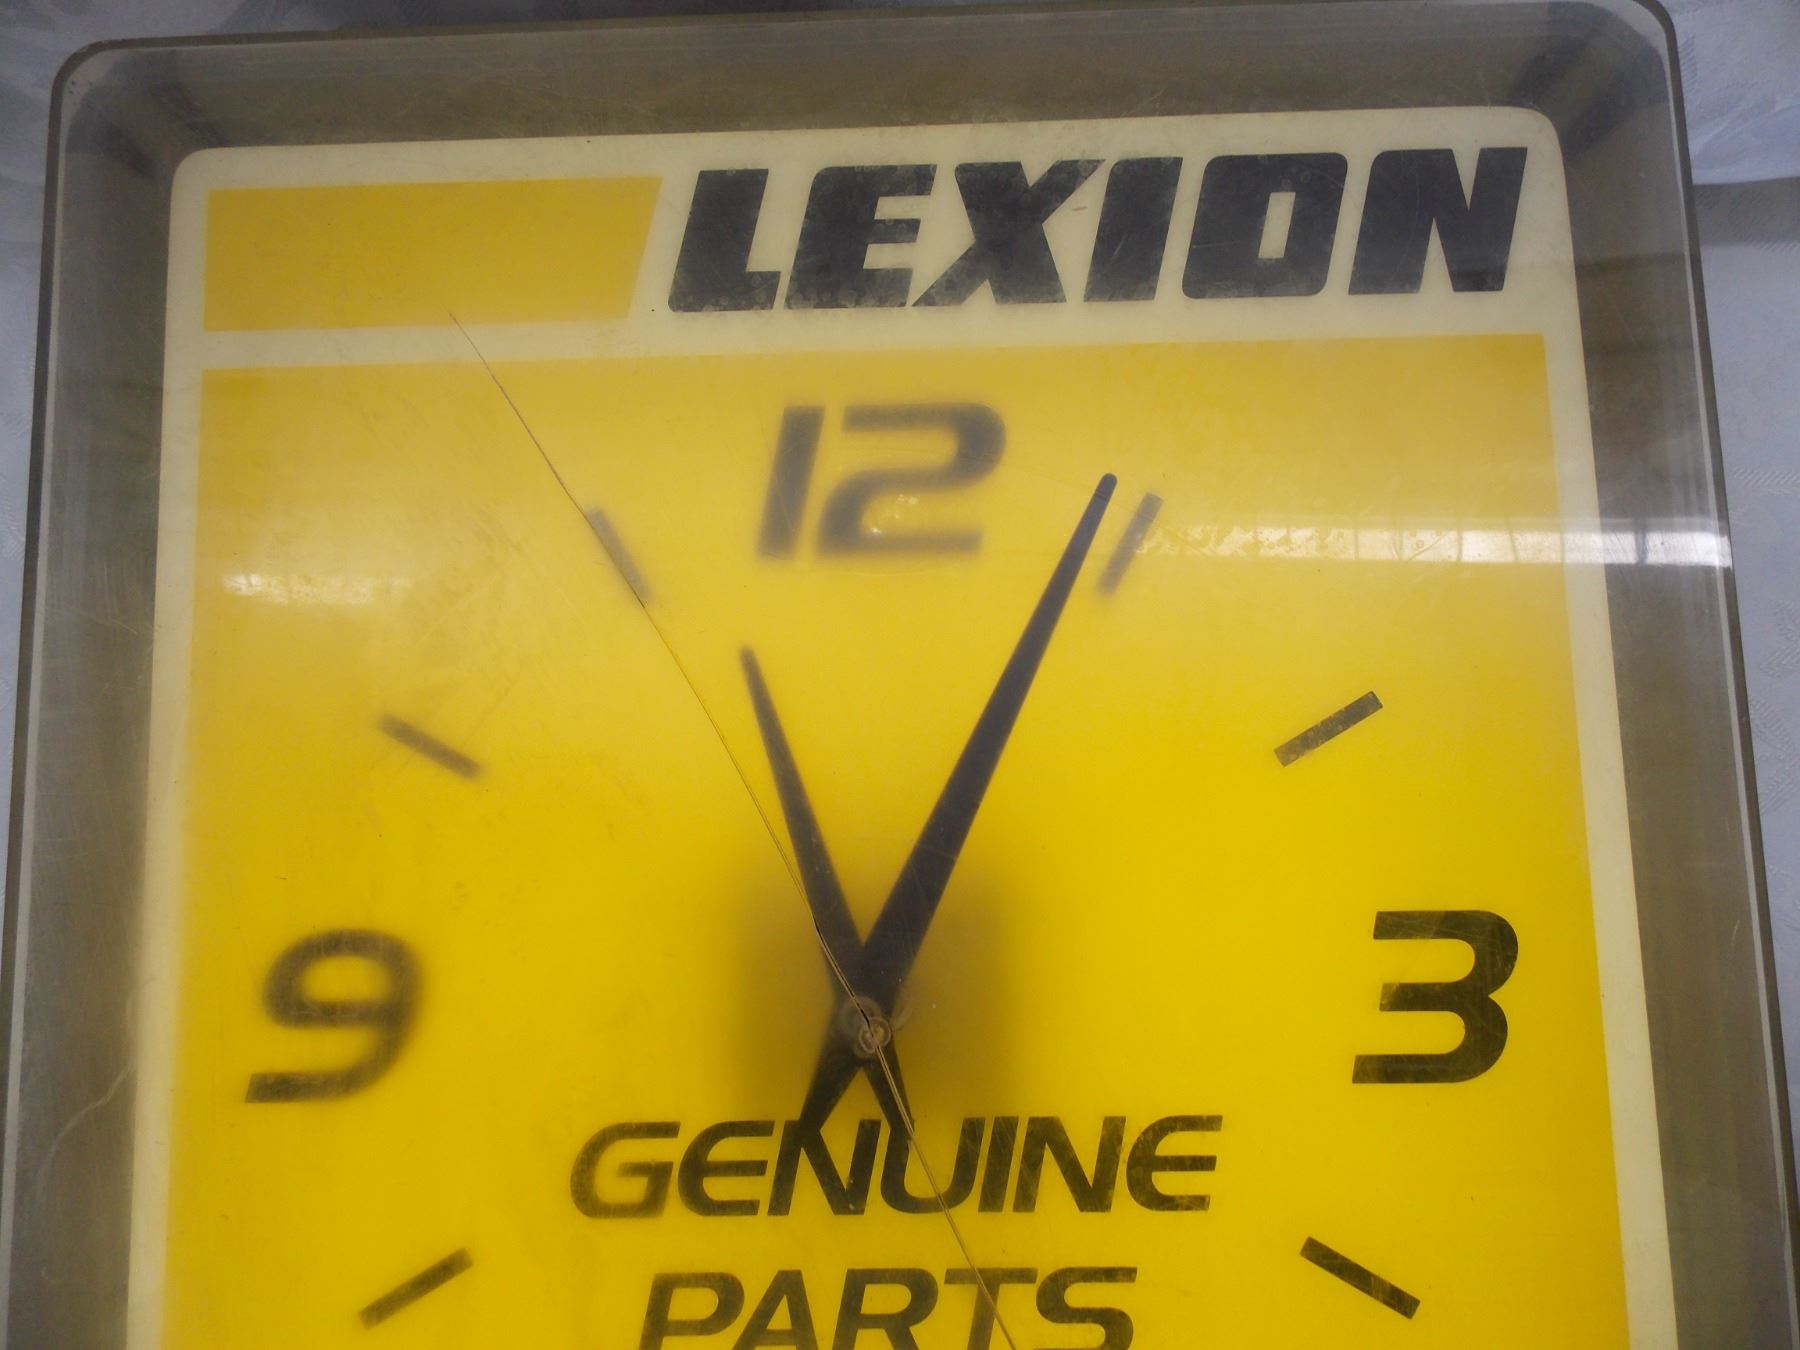 LEXION
12
9
3
GENUINE
PARTS